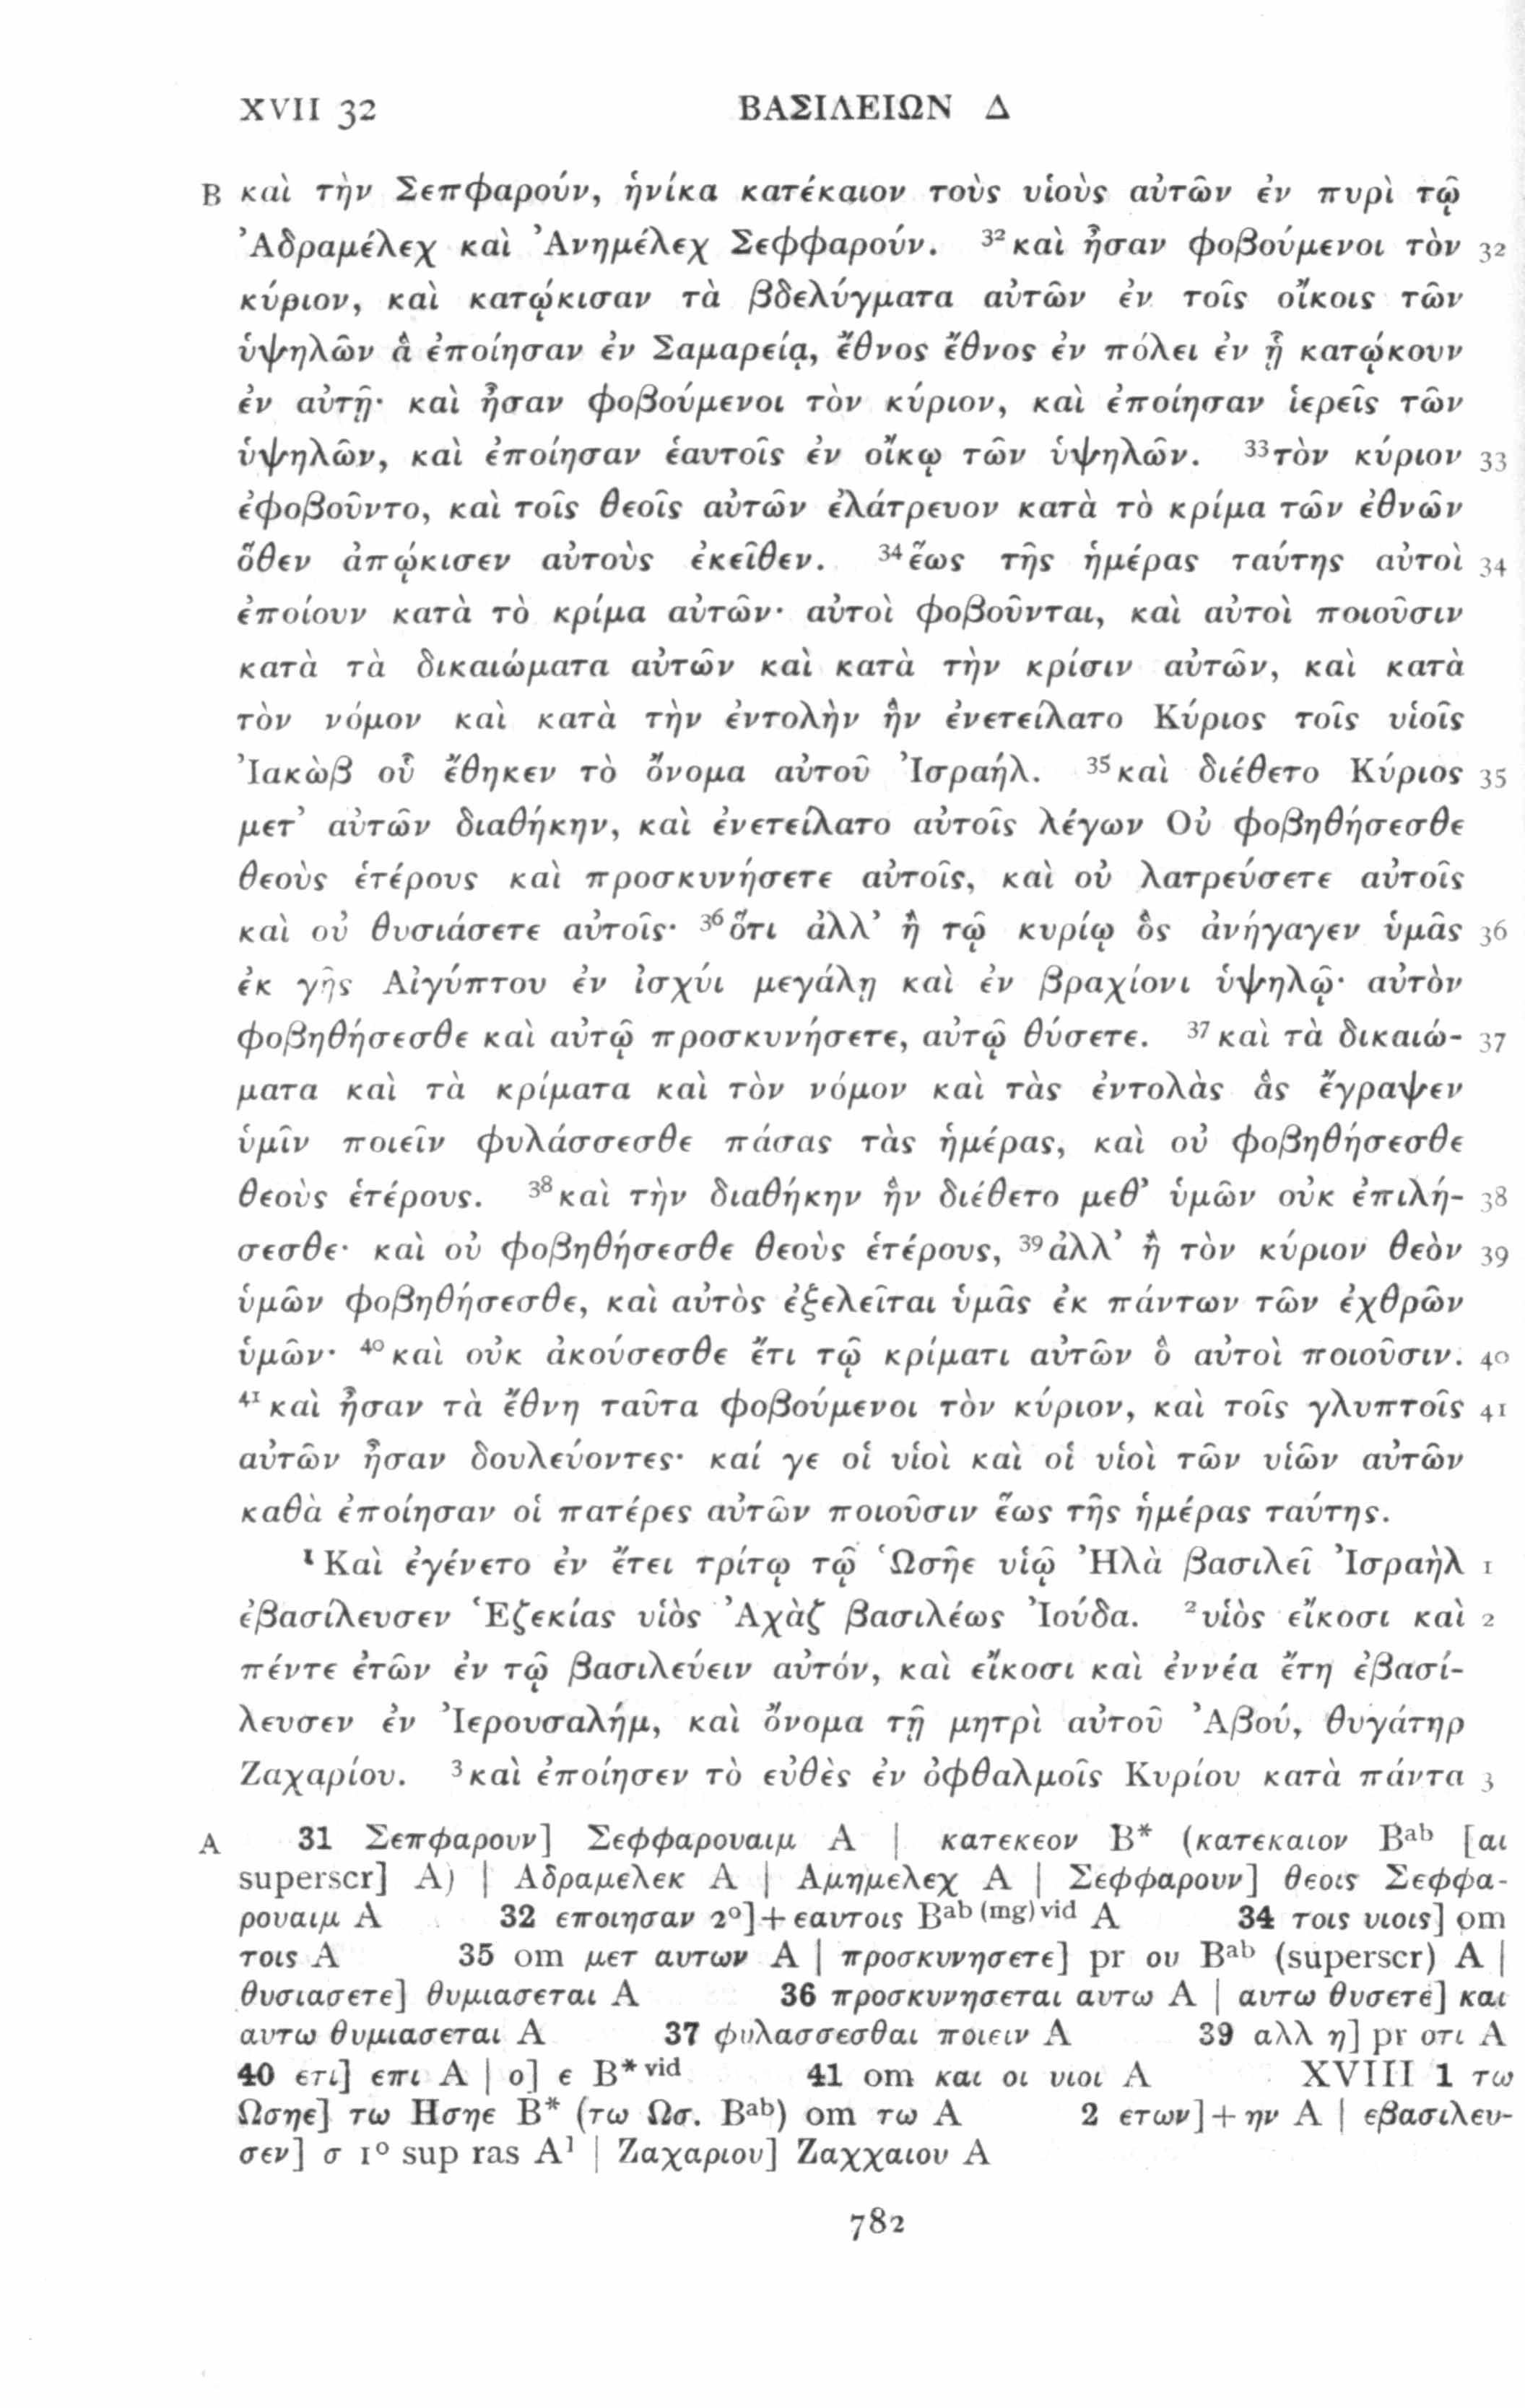 XVII 32 ΒΑΣΙΛΕΙΩΝ Δ
B καὶ τὴν Σεπφαρούν, ἡνίκα κατέκαιον τοὺς υἱοὺς αὐτῶν ἐν πυρὶ τῷ
Ἀδραμέλεχ καὶ Ἀνημέλεχ Σεφφαρούν. ³²καὶ ἦσαν φοβούμενοι τὸν 32
κύριον, καὶ κατῴκισαν τὰ βδελύγματα αὐτῶν ἐν τοῖς οἴκοις τῶν
ὑψηλῶν ἃ ἐποίησαν ἐν Σαμαρείᾳ, ἔθνος ἔθνος ἐν πόλει ἐν ᾗ κατῴκουν
ἐν αὐτῇ· καὶ ἦσαν φοβούμενοι τὸν κύριον, καὶ ἐποίησαν ἱερεῖς τῶν
ὑψηλῶν, καὶ ἐποίησαν ἑαυτοῖς ἐν οἴκῳ τῶν ὑψηλῶν. ³³τὸν κύριον 33
ἐφοβοῦντο, καὶ τοῖς θεοῖς αὐτῶν ἐλάτρευον κατὰ τὸ κρίμα τῶν ἐθνῶν
ὅθεν ἀπῴκισεν αὐτοὺς ἐκεῖθεν. ³⁴ἕως τῆς ἡμέρας ταύτης αὐτοὶ 34
ἐποίουν κατὰ τὸ κρίμα αὐτῶν· αὐτοὶ φοβοῦνται, καὶ αὐτοὶ ποιοῦσιν
κατὰ τὰ δικαιώματα αὐτῶν καὶ κατὰ τὴν κρίσιν αὐτῶν, καὶ κατὰ
τὸν νόμον καὶ κατὰ τὴν ἐντολὴν ἣν ἐνετείλατο Κύριος τοῖς υἱοῖς
Ἰακὼβ οὗ ἔθηκεν τὸ ὄνομα αὐτοῦ Ἰσραήλ. ³⁵καὶ διέθετο Κύριος 35
μετ’ αὐτῶν διαθήκην, καὶ ἐνετείλατο αὐτοῖς λέγων Οὐ φοβηθήσεσθε
θεοὺς ἑτέρους καὶ προσκυνήσετε αὐτοῖς, καὶ οὐ λατρεύσετε αὐτοῖς
καὶ οὐ θυσιάσετε αὐτοῖς· ³⁶ὅτι ἀλλ’ ἢ τῷ κυρίῳ ὃς ἀνήγαγεν ὑμᾶς 36
ἐκ γῆς Αἰγύπτου ἐν ἰσχύι μεγάλῃ καὶ ἐν βραχίονι ὑψηλῷ· αὐτὸν
φοβηθήσεσθε καὶ αὐτῷ προσκυνήσετε, αὐτῷ θύσετε. ³⁷καὶ τὰ δικαιώ- 37
ματα καὶ τὰ κρίματα καὶ τὸν νόμον καὶ τὰς ἐντολὰς ἃς ἔγραψεν
ὑμῖν ποιεῖν φυλάσσεσθε πάσας τὰς ἡμέρας, καὶ οὐ φοβηθήσεσθε
θεοὺς ἑτέρους. ³⁸καὶ τὴν διαθήκην ἣν διέθετο μεθ’ ὑμῶν οὐκ ἐπιλή- 38
σεσθε· καὶ οὐ φοβηθήσεσθε θεοὺς ἑτέρους, ³⁹ἀλλ’ ἢ τὸν κύριον θεὸν 39
ὑμῶν φοβηθήσεσθε, καὶ αὐτὸς ἐξελεῖται ὑμᾶς ἐκ πάντων τῶν ἐχθρῶν
ὑμῶν· ⁴⁰καὶ οὐκ ἀκούσεσθε ἔτι τῷ κρίματι αὐτῶν ὃ αὐτοὶ ποιοῦσιν. 40
⁴¹καὶ ἦσαν τὰ ἔθνη ταῦτα φοβούμενοι τὸν κύριον, καὶ τοῖς γλυπτοῖς 41
αὐτῶν ἦσαν δουλεύοντες· καί γε οἱ υἱοὶ καὶ οἱ υἱοὶ τῶν υἱῶν αὐτῶν
καθὰ ἐποίησαν οἱ πατέρες αὐτῶν ποιοῦσιν ἕως τῆς ἡμέρας ταύτης.
¹Καὶ ἐγένετο ἐν ἔτει τρίτῳ τῷ Ὡσῆε υἱῷ Ἠλὰ βασιλεῖ Ἰσραὴλ 1
ἐβασίλευσεν Ἑζεκίας υἱὸς Ἀχὰζ βασιλέως Ἰούδα. ²υἱὸς εἴκοσι καὶ 2
πέντε ἐτῶν ἐν τῷ βασιλεύειν αὐτόν, καὶ εἴκοσι καὶ ἐννέα ἔτη ἐβασί-
λευσεν ἐν Ἰερουσαλήμ, καὶ ὄνομα τῇ μητρὶ αὐτοῦ Ἀβού, θυγάτηρ
Ζαχαρίου. ³καὶ ἐποίησεν τὸ εὐθὲς ἐν ὀφθαλμοῖς Κυρίου κατὰ πάντα 3
A 31 Σεπφαρουν] Σεφφαρουαιμ A | κατεκεον B* (κατεκαιον Bᵃᵇ [αι
superscr] A) | Αδραμελεκ A | Αμημελεχ A | Σεφφαρουν] θεοις Σεφφα-
ρουαιμ A 32 εποιησαν 2°]+εαυτοις Bᵃᵇ⁽ᵐᵍ⁾ᵛⁱᵈ A 34 τοις υιοις] om
τοις A 35 om μετ αυτων A | προσκυνησετε] pr ου Bᵃᵇ (superscr) A |
θυσιασετε] θυμιασεται A 36 προσκυνησεται αυτω A | αυτω θυσετε] και
αυτω θυμιασεται A 37 φυλασσεσθαι ποιειν A 39 αλλ η] pr οτι A
40 ετι] επι A | ο] ε B*ᵛⁱᵈ 41 om και οι υιοι A XVIII 1 τω
Ωσηε] τω Ησηε B* (τω Ωσ. Bᵃᵇ) om τω A 2 ετων]+ην A | εβασιλευ-
σεν] σ 1° sup ras A¹ | Ζαχαριου] Ζαχχαιου A
782